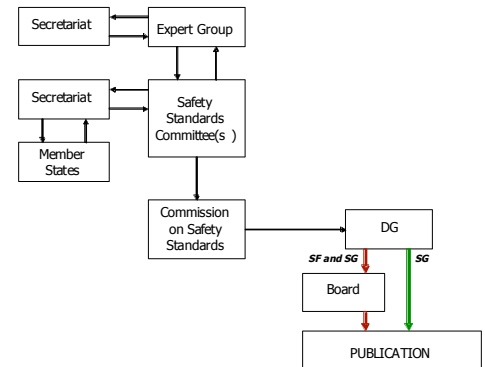 Secretariat
Expert Group
Secretariat
Safety
Standards
Committee(s )
Member
States
Commission
on Safety
Standards
DG
SF and SG
SG
Board
PUBLICATION